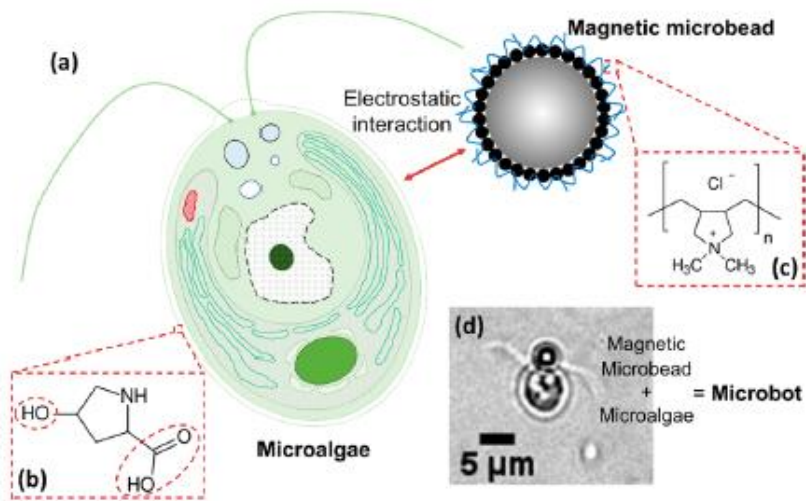 (a)
Magnetic microbead
Electrostatic
interaction
Cl⁻
+
N
n
H₃C
CH₃
(c)
(d)
Magnetic
Microbead
+
Microalgae
= Microbot
5 µm
Microalgae
HO
NH
O
HO
(b)